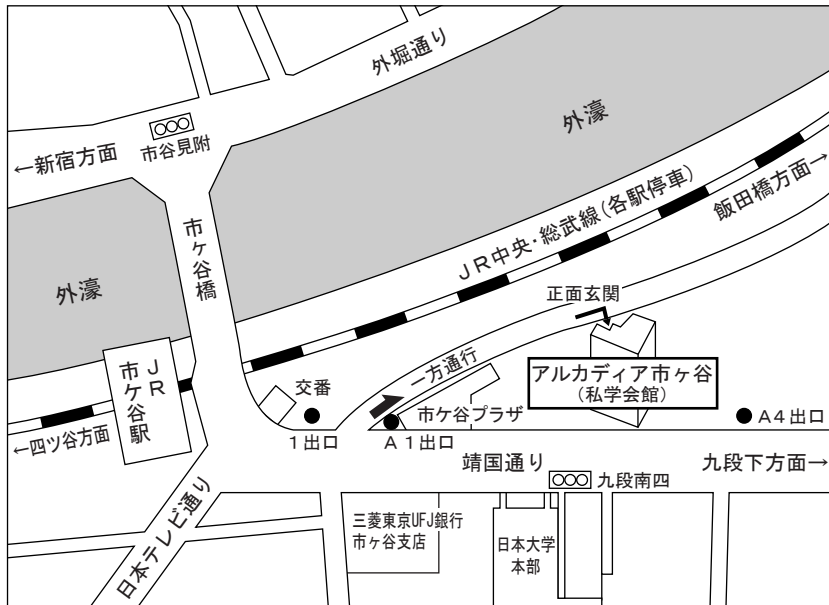 外堀通り
外濠
市谷見附
←新宿方面
飯田橋方面→
JR中央・総武線(各駅停車)
市ケ谷橋
外濠
正面玄関
一方通行
アルカディア市ヶ谷
(私学会館)
JR
市ケ谷駅
交番
市ケ谷プラザ
A4出口
←四ツ谷方面
1出口
A1出口
靖国通り
九段下方面→
九段南四
日本テレビ通り
三菱東京UFJ銀行
市ヶ谷支店
日本大学
本部